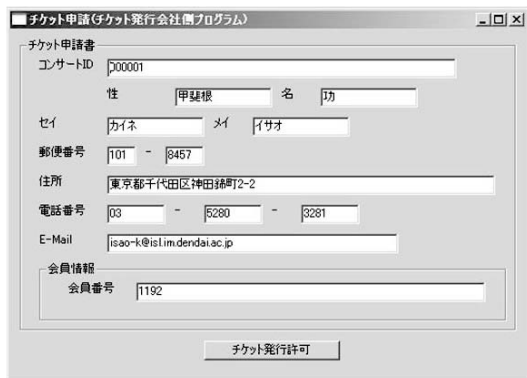 チケット申請(チケット発行会社側プログラム)
チケット申請書
コンサートID 000001
性 甲斐根 名 功
セイ カイネ メイ イサオ
郵便番号 101 - 8457
住所 東京都千代田区神田錦町2-2
電話番号 03 - 5280 - 3281
E-Mail isao-k@isl.im.dendai.ac.jp
会員情報
会員番号 1192
チケット発行許可